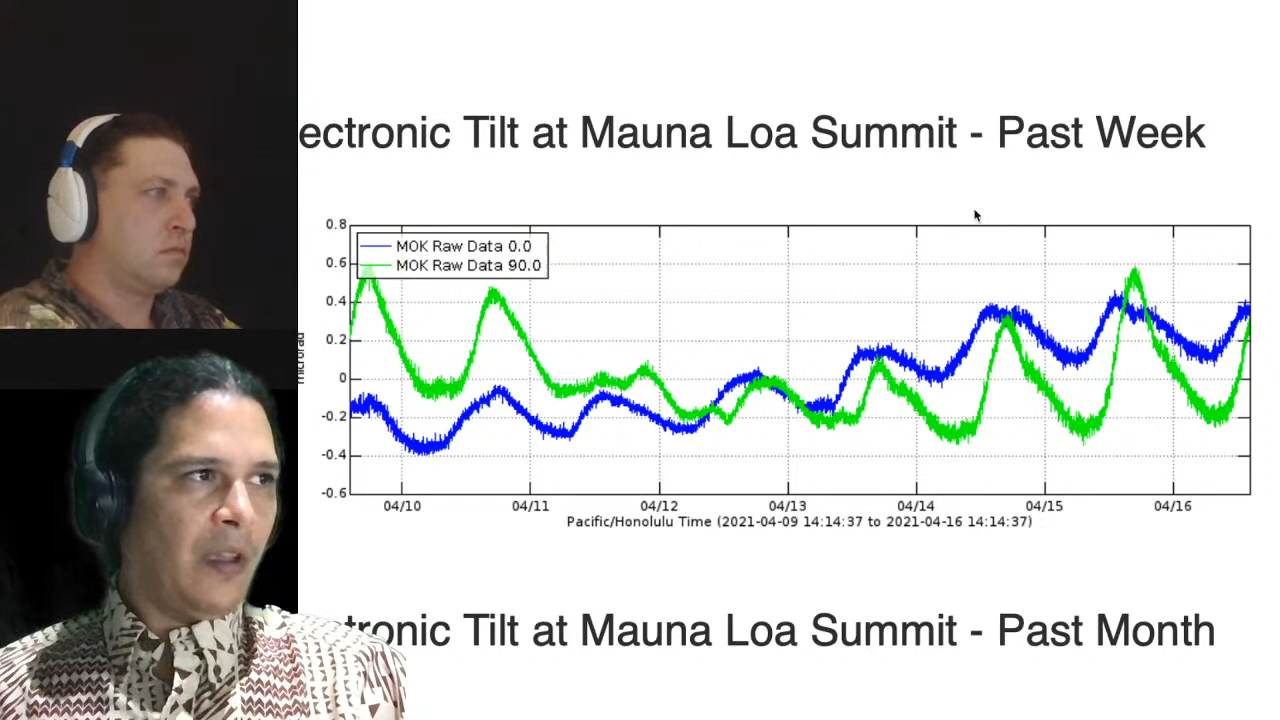 ectronic Tilt at Mauna Loa Summit - Past Week
0.8
0.6
0.4
0.2
0
-0.2
-0.4
-0.6
MOK Raw Data 0.0
MOK Raw Data 90.0
04/10 04/11 04/12 04/13 04/14 04/15 04/16
Pacific/Honolulu Time (2021-04-09 14:14:37 to 2021-04-16 14:14:37)
tronic Tilt at Mauna Loa Summit - Past Month